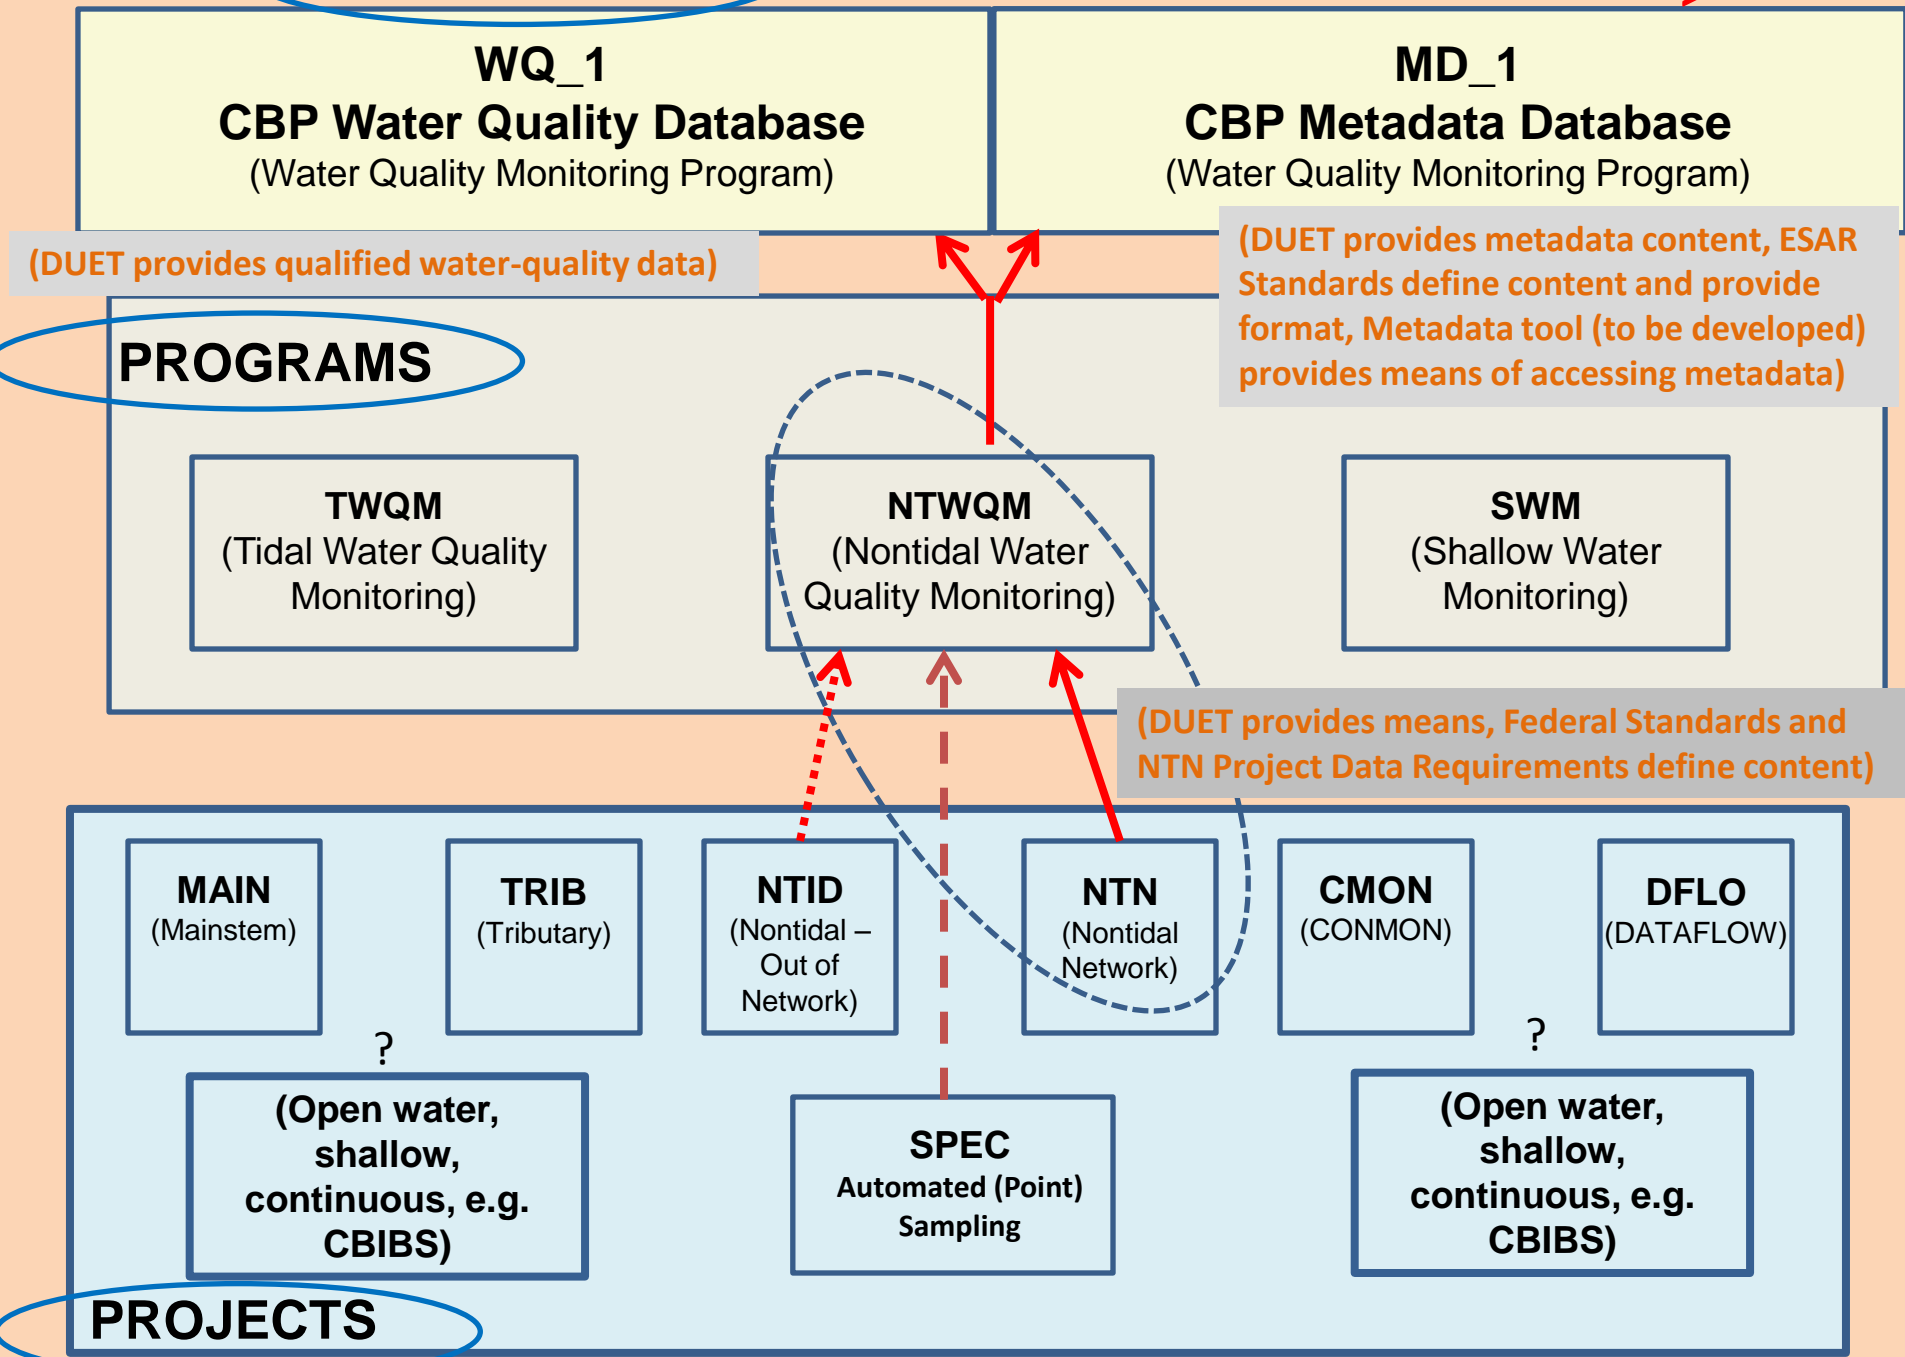 WQ_1
CBP Water Quality Database
(Water Quality Monitoring Program)
MD_1
CBP Metadata Database
(Water Quality Monitoring Program)
(DUET provides qualified water-quality data)
(DUET provides metadata content, ESAR
Standards define content and provide
format, Metadata tool (to be developed)
provides means of accessing metadata)
PROGRAMS
TWQM
(Tidal Water Quality
Monitoring)
NTWQM
(Nontidal Water
Quality Monitoring)
SWM
(Shallow Water
Monitoring)
(DUET provides means, Federal Standards and
NTN Project Data Requirements define content)
MAIN
(Mainstem)
TRIB
(Tributary)
NTID
(Nontidal –
Out of
Network)
NTN
(Nontidal
Network)
CMON
(CONMON)
DFLO
(DATAFLOW)
?
(Open water,
shallow,
continuous, e.g.
CBIBS)
SPEC
Automated (Point)
Sampling
?
(Open water,
shallow,
continuous, e.g.
CBIBS)
PROJECTS